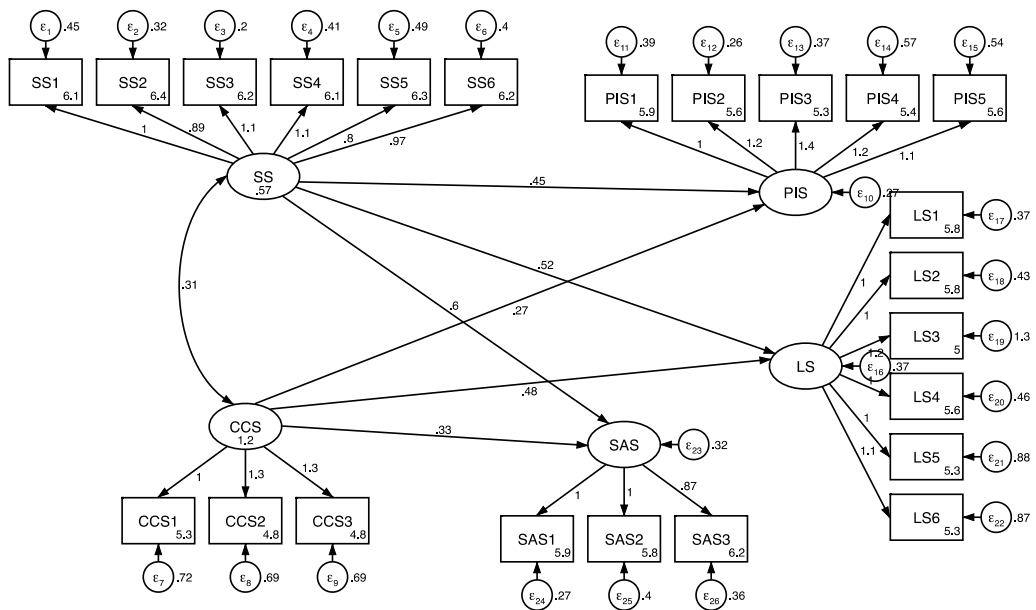 ε1 .45 ε2 .32 ε3 .2 ε4 .41 ε5 .49 ε6 .4
SS1 6.1 SS2 6.4 SS3 6.2 SS4 6.1 SS5 6.3 SS6 6.2
1 .89 1.1 1.1 .8 .97
SS .57
ε11 .39 ε12 .26 ε13 .37 ε14 .57 ε15 .54
PIS1 5.9 PIS2 5.6 PIS3 5.3 PIS4 5.4 PIS5 5.6
1 1.2 1.4 1.2 1.1
PIS ε10 .27
.45
.52
.31
.6
.27
.48
.33
LS1 5.8 ε17 .37
LS2 5.8 ε18 .43
LS3 5 ε19 1.3
LS4 5.6 ε20 .46
LS5 5.3 ε21 .88
LS6 5.3 ε22 .87
1
1
1.2
1
1
1.1
LS ε16 .37
CCS 1.2
1 1.3 1.3
CCS1 5.3 CCS2 4.8 CCS3 4.8
ε7 .72 ε8 .69 ε9 .69
SAS ε23 .32
1 1 .87
SAS1 5.9 SAS2 5.8 SAS3 6.2
ε24 .27 ε25 .4 ε26 .36